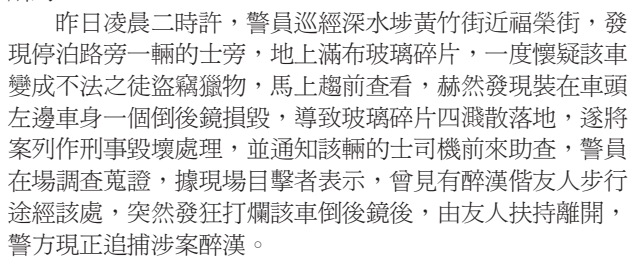 昨日凌晨二時許，警員巡經深水埗黃竹街近福榮街，發
現停泊路旁一輛的士旁，地上滿布玻璃碎片，一度懷疑該車
變成不法之徒盜竊獵物，馬上趨前查看，赫然發現裝在車頭
左邊車身一個倒後鏡損毀，導致玻璃碎片四濺散落地，遂將
案列作刑事毀壞處理，並通知該輛的士司機前來助查，警員
在場調查蒐證，據現場目擊者表示，曾見有醉漢偕友人步行
途經該處，突然發狂打爛該車倒後鏡後，由友人扶持離開，
警方現正追捕涉案醉漢。